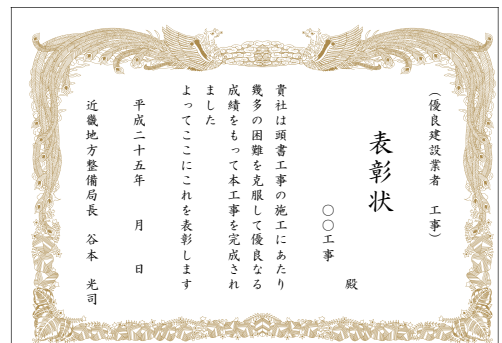 （優良建設業者　工事）
表彰状
〇〇工事
殿
貴社は頭書工事の施工にあたり
幾多の困難を克服して優良なる
成績をもって本工事を完成され
ました
よってここにこれを表彰します
平成二十五年　月　日
近畿地方整備局長　谷本　光司